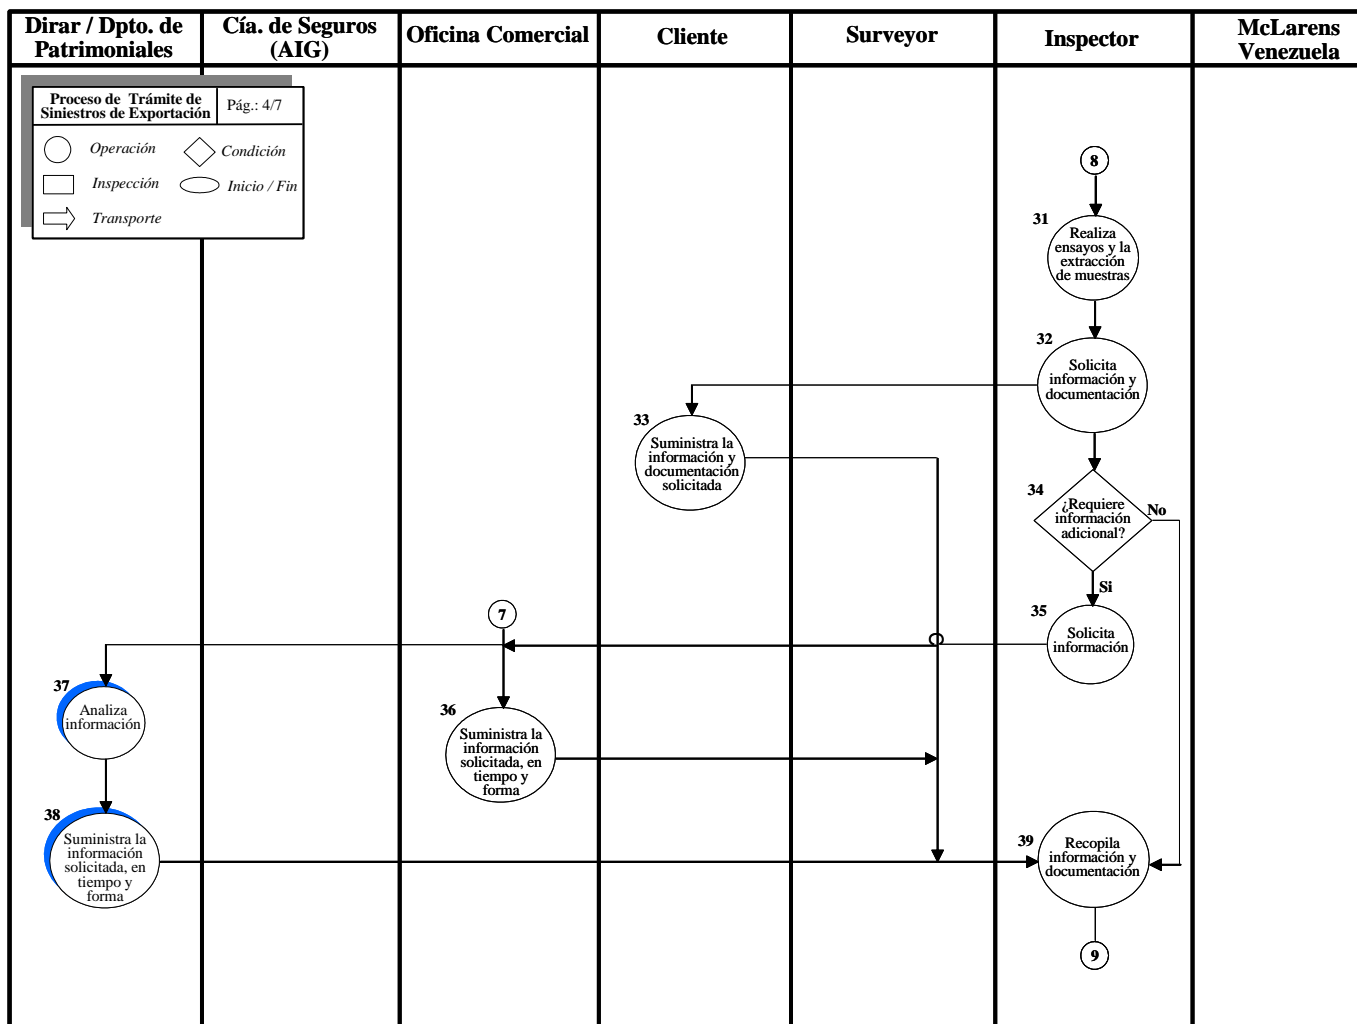 Dirar / Dpto. de
Patrimoniales
Cía. de Seguros
(AIG)
Oficina Comercial
Cliente
Surveyor
Inspector
McLarens
Venezuela
Proceso de Trámite de
Siniestros de Exportación
Pág.: 4/7
Operación
Condición
Inspección
Inicio / Fin
Transporte
8
31
Realiza
ensayos y la
extracción
de muestras
32
Solicita
información y
documentación
33
Suministra la
información y
documentación
solicitada
34
¿Requiere
información
adicional?
No
Si
35
Solicita
información
7
37
Analiza
información
36
Suministra la
información
solicitada, en
tiempo y
forma
38
Suministra la
información
solicitada, en
tiempo y
forma
39
Recopila
información y
documentación
9